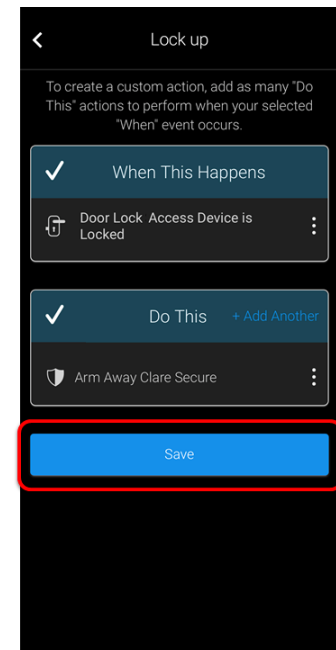 Lock up
To create a custom action, add as many "Do
This" actions to perform when your selected
"When" event occurs.
When This Happens
Door Lock Access Device is
Locked
Do This + Add Another
Arm Away Clare Secure
Save